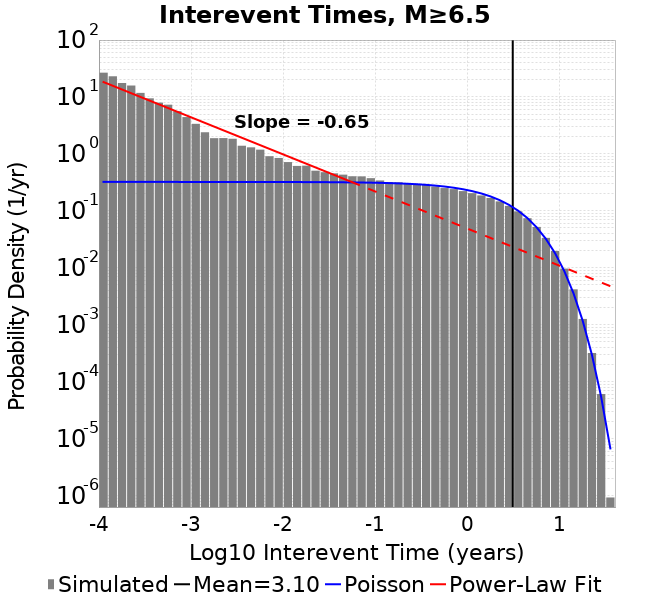 Interevent Times, M≥6.5
Probability Density (1/yr)
10^2
10^1
10^0
10^-1
10^-2
10^-3
10^-4
10^-5
10^-6
Slope = -0.65
-4 -3 -2 -1 0 1
Log10 Interevent Time (years)
Simulated Mean=3.10 Poisson Power-Law Fit